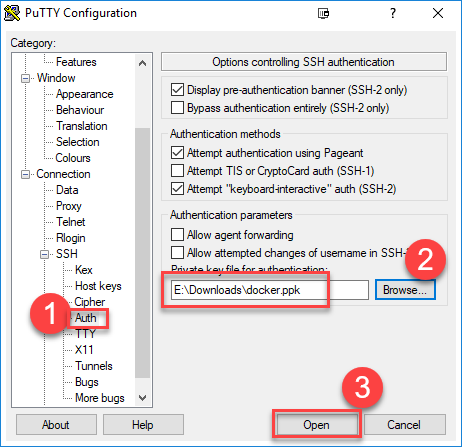 PuTTY Configuration
Category:
Features
Window
Appearance
Behaviour
Translation
Selection
Colours
Connection
Data
Proxy
Telnet
Rlogin
SSH
Kex
Host keys
Cipher
Auth
TTY
X11
Tunnels
Bugs
More bugs
1
Options controlling SSH authentication
Display pre-authentication banner (SSH-2 only)
Bypass authentication entirely (SSH-2 only)
Authentication methods
Attempt authentication using Pageant
Attempt TIS or CryptoCard auth (SSH-1)
Attempt "keyboard-interactive" auth (SSH-2)
Authentication parameters
Allow agent forwarding
Allow attempted changes of username in SSH-
Private key file for authentication:
2
E:\Downloads\docker.ppk
Browse...
3
About
Help
Open
Cancel